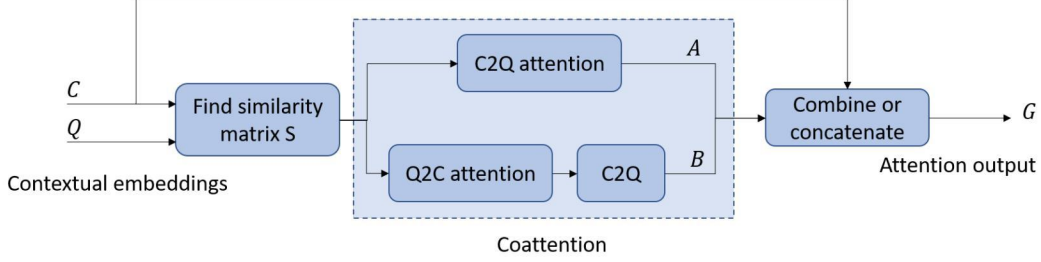 C
Q
Contextual embeddings
Find similarity
matrix S
C2Q attention
A
Q2C attention
C2Q
B
Coattention
Combine or
concatenate
G
Attention output